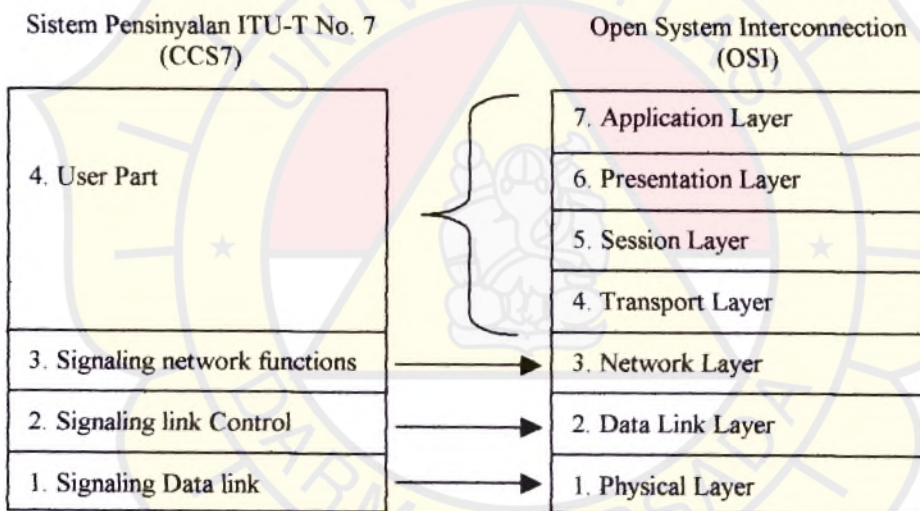 Sistem Pensinyalan ITU-T No. 7
(CCS7)
4. User Part
3. Signaling network functions
2. Signaling link Control
1. Signaling Data link
Open System Interconnection
(OSI)
7. Application Layer
6. Presentation Layer
5. Session Layer
4. Transport Layer
3. Network Layer
2. Data Link Layer
1. Physical Layer